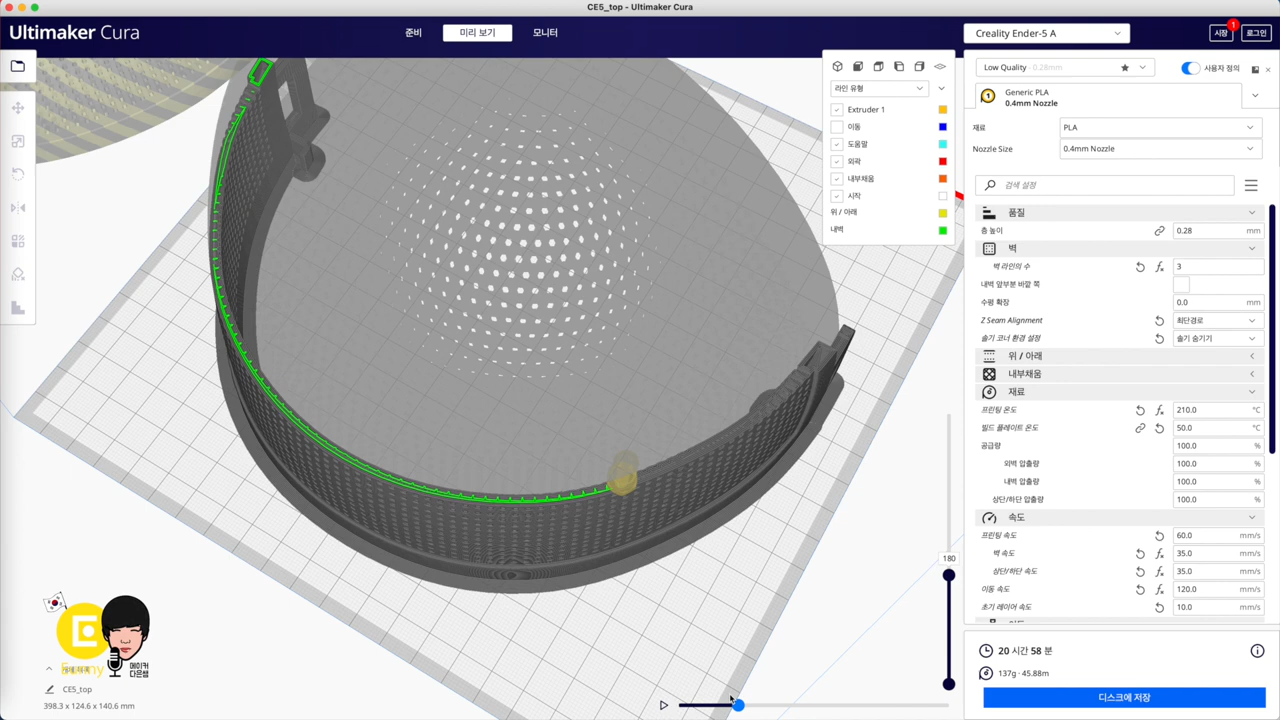 CE5_top - Ultimaker Cura
Ultimaker Cura
준비
미리 보기
모니터
Creality Ender-5 A
시장
1
로그인
라인 유형
Extruder 1
이동
도움말
외곽
내부채움
시작
위 / 아래
내벽
Low Quality - 0.28mm
사용자 정의
1
Generic PLA
0.4mm Nozzle
재료
PLA
Nozzle Size
0.4mm Nozzle
검색 설정
품질
층 높이
0.28 mm
벽
벽 라인의 수
3
내벽 앞부분 바깥 쪽
수평 확장
0.0 mm
Z Seam Alignment
최단경로
솔기 코너 환경 설정
솔기 숨기기
위 / 아래
내부채움
재료
프린팅 온도
210.0 °C
빌드 플레이트 온도
50.0 °C
공급량
100.0 %
외벽 압출량
100.0 %
내벽 압출량
100.0 %
상단/하단 압출량
100.0 %
속도
프린팅 속도
60.0 mm/s
벽 속도
35.0 mm/s
상단/하단 속도
35.0 mm/s
이동 속도
120.0 mm/s
초기 레이어 속도
10.0 mm/s
180
메이커
다은쌤
CE5_top
398.3 x 124.6 x 140.6 mm
20 시간 58 분
137g · 45.88m
디스크에 저장